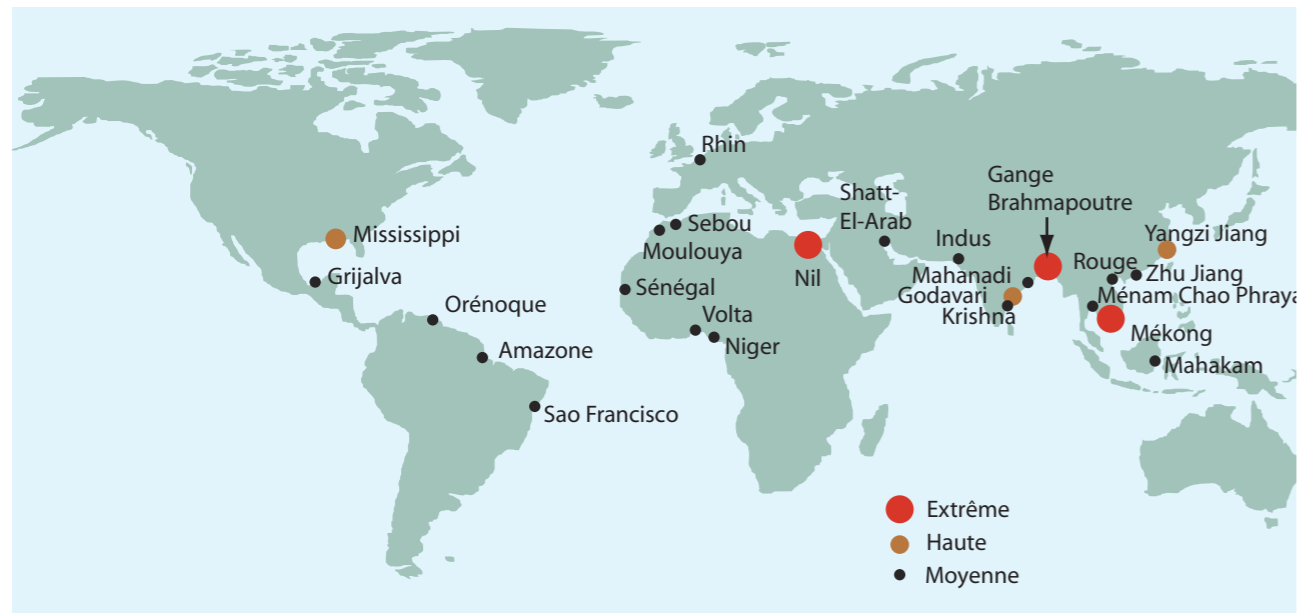 Rhin
Gange
Brahmapoutre
Shatt-
El-Arab
Sebou
Mississippi
Moulouya
Indus
Yangzi Jiang
Grijalva
Nil
Mahanadi
Rouge
Zhu Jiang
Sénégal
Godavari
Ménam Chao Phraya
Orénoque
Volta
Krishna
Niger
Mékong
Amazone
Mahakam
Sao Francisco
Extrême
Haute
Moyenne